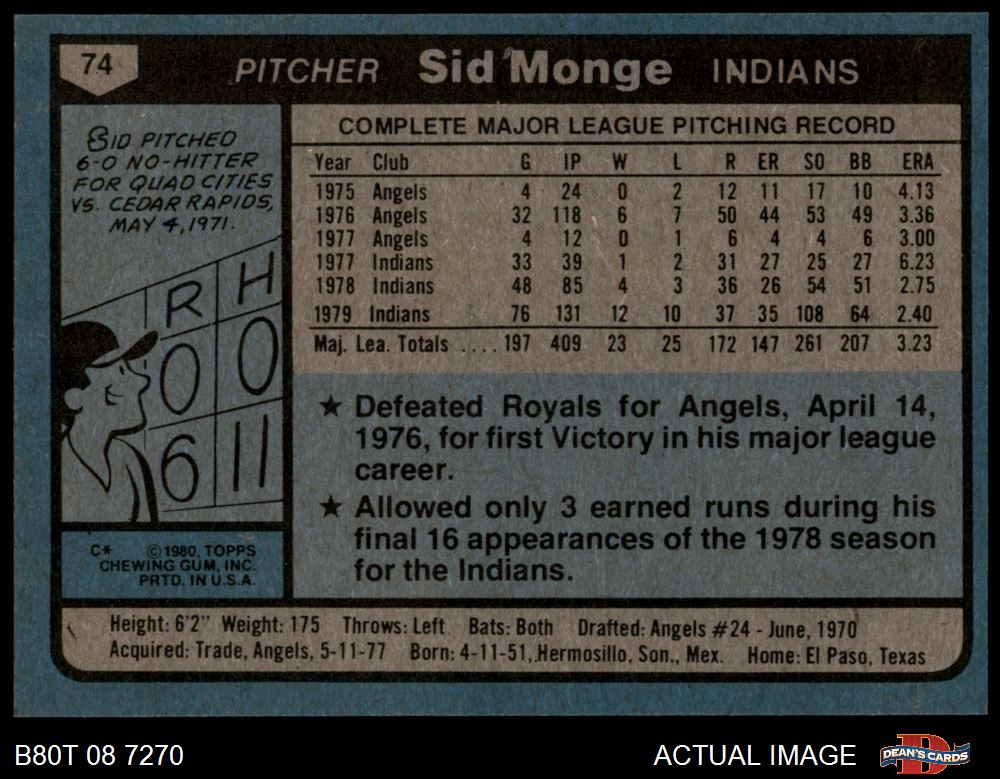 74 PITCHER Sid Monge INDIANS
SID PITCHED
6-0 NO-HITTER
FOR QUAD CITIES
VS. CEDAR RAPIDS,
MAY 4, 1971.
R H
0 0
6 11
C* ©1980, TOPPS
CHEWING GUM, INC.
PRTD. IN U.S.A.
COMPLETE MAJOR LEAGUE PITCHING RECORD
Year Club G IP W L R ER SO BB ERA
1975 Angels 4 24 0 2 12 11 17 10 4.13
1976 Angels 32 118 6 7 50 44 53 49 3.36
1977 Angels 4 12 0 1 6 4 4 6 3.00
1977 Indians 33 39 1 2 31 27 25 27 6.23
1978 Indians 48 85 4 3 36 26 54 51 2.75
1979 Indians 76 131 12 10 37 35 108 64 2.40
Maj. Lea. Totals ....197 409 23 25 172 147 261 207 3.23
★ Defeated Royals for Angels, April 14,
1976, for first Victory in his major league
career.
★ Allowed only 3 earned runs during his
final 16 appearances of the 1978 season
for the Indians.
Height: 6'2" Weight: 175 Throws: Left Bats: Both Drafted: Angels #24 - June, 1970
Acquired: Trade, Angels, 5-11-77 Born: 4-11-51, Hermosillo, Son., Mex. Home: El Paso, Texas
B80T 08 7270 ACTUAL IMAGE DEAN'S CARDS